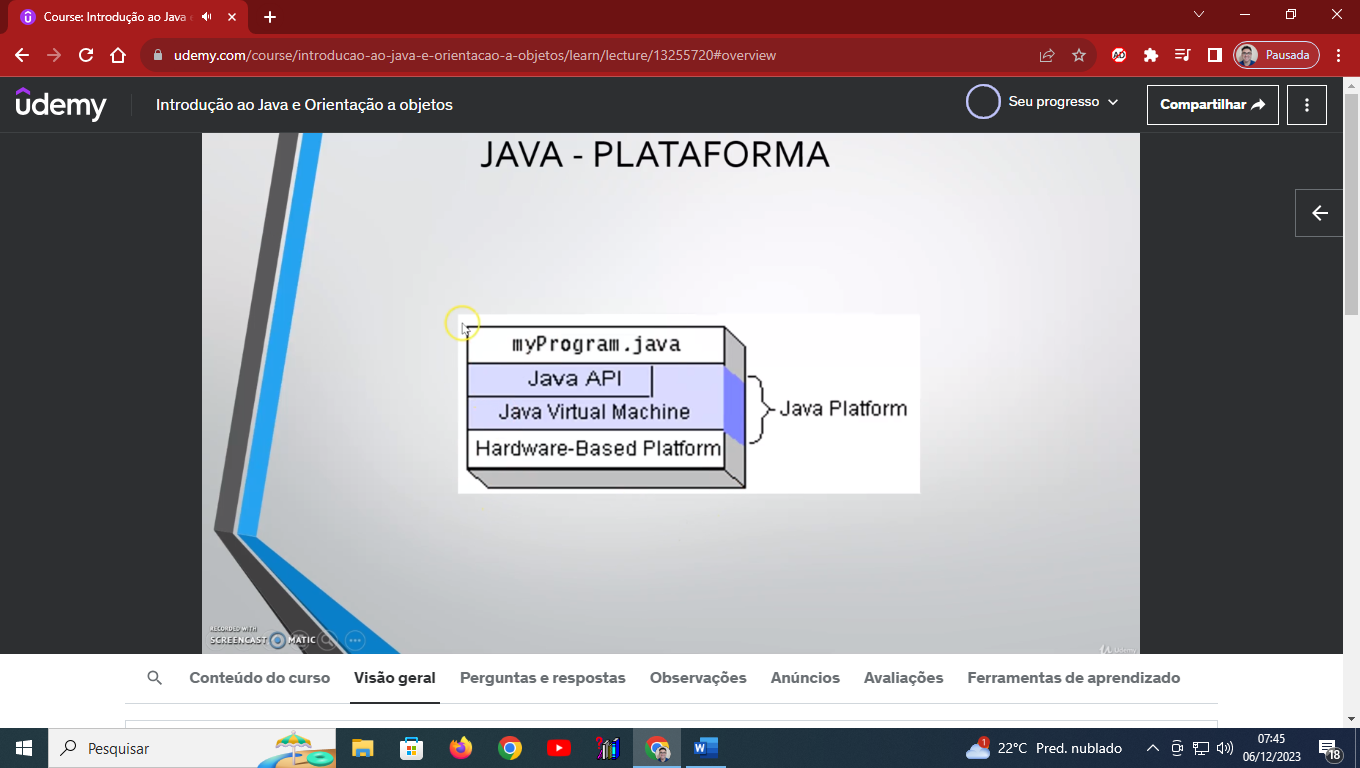 Course: Introdução ao Java e
udemy.com/course/introducao-ao-java-e-orientacao-a-objetos/learn/lecture/13255720#overview
Pausada
udemy
Introdução ao Java e Orientação a objetos
Seu progresso
Compartilhar
JAVA - PLATAFORMA
myProgram.java
Java API
Java Virtual Machine
Java Platform
Hardware-Based Platform
RECORDED WITH
SCREENCAST MATIC
Udemy
Conteúdo do curso
Visão geral
Perguntas e respostas
Observações
Anúncios
Avaliações
Ferramentas de aprendizado
Pesquisar
1
22°C Pred. nublado
07:45
06/12/2023
18